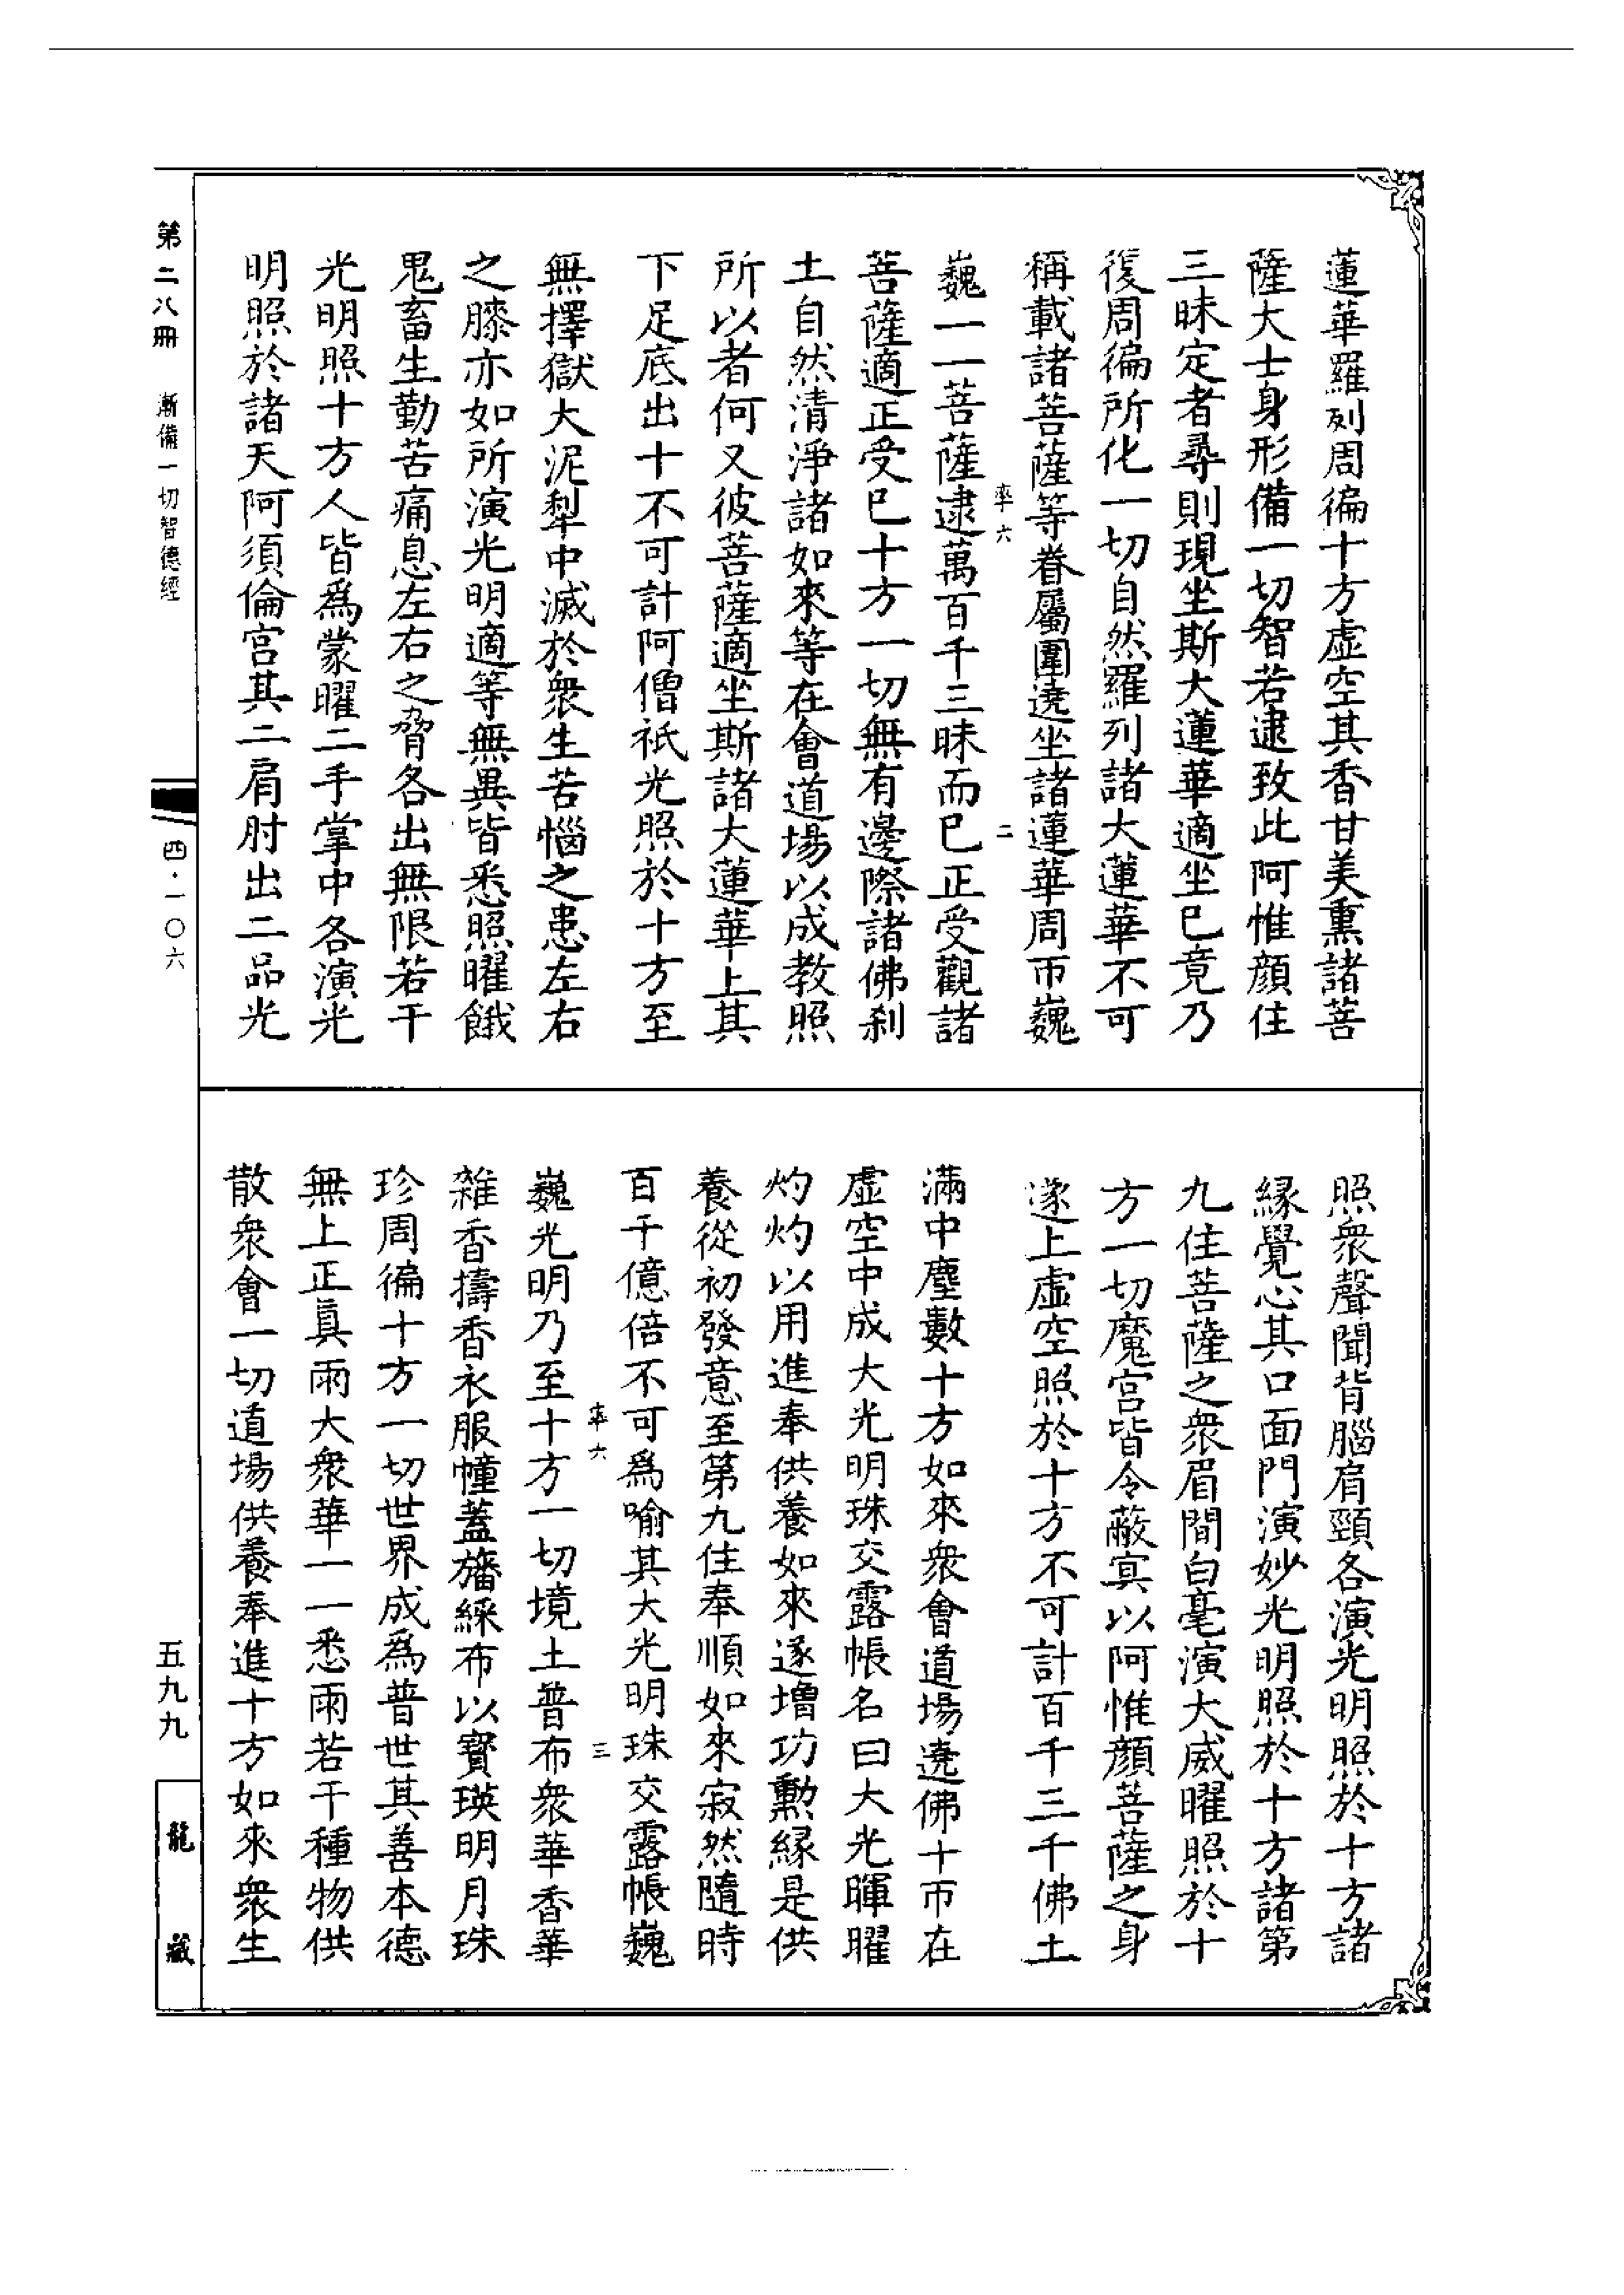 蓮華羅列周徧十方虛空其香甘美熏諸菩
薩大士身形備一切智若逮致此阿惟顔住
三昧定者尋則現坐斯大蓮華適坐巳竟乃
復周徧所化一切自然羅列諸大蓮華不可
稱載諸菩薩等眷屬圍遶坐諸蓮華周帀巍
率六 二
巍一一菩薩逮萬百千三昧而巳正受觀諸
菩薩適正受巳十方一切無有邊際諸佛刹
土自然清淨諸如來等在會道場以成教照
所以者何又彼菩薩適坐斯諸大蓮華上其
下足底出十不可計阿僧祇光照於十方至
無擇獄大泥犁中滅於衆生苦惱之患左右
之膝亦如所演光明適等無異皆悉照曜餓
鬼畜生勤苦痛息左右之脅各出無限若干
光明照十方人皆爲蒙曜二手掌中各演光
明照於諸天阿須倫宮其二肩肘出二品光
照衆聲聞背腦肩頸各演光明照於十方諸
緣覺心其口面門演妙光明照於十方諸第
九住菩薩之衆眉間白毫演大威曜照於十
方一切魔宮皆令蔽冥以阿惟顔菩薩之身
遂上虛空照於十方不可計百千三千佛土
滿中塵數十方如來衆會道場遶佛十帀在
虛空中成大光明珠交露帳名曰大光暉曜
灼灼以用進奉供養如來遂增功勲緣是供
養從初發意至第九住奉順如來寂然隨時
百千億倍不可爲喻其大光明珠交露帳巍
率六 三
巍光明乃至十方一切境土普布衆華香華
雜香擣香衣服幢蓋旛綵布以寶瑛明月珠
珍周徧十方一切世界成爲普世其善本德
無上正眞雨大衆華一一悉雨若干種物供
散衆會一切道場供養奉進十方如來衆生
第二八冊 漸備一切智德經
四·一〇六
五九九
龍藏